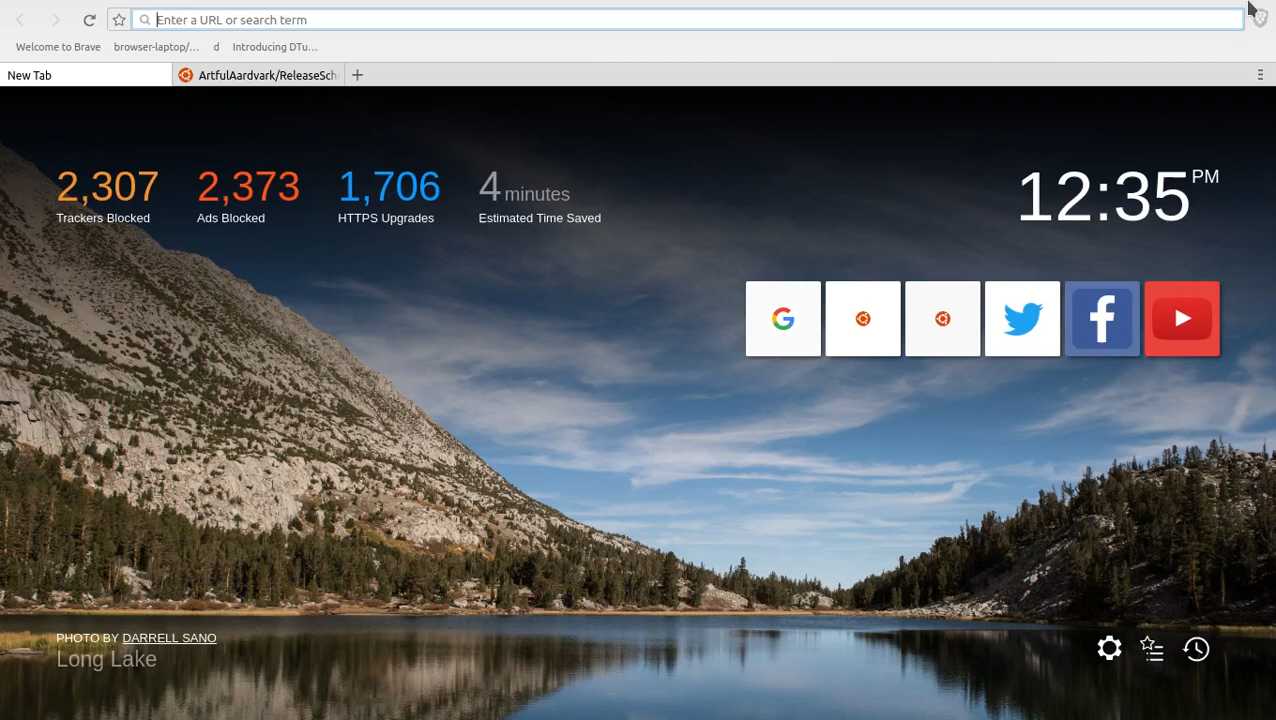 Enter a URL or search term
Welcome to Brave browser-laptop/... d Introducing DTu...
New Tab ArtfulAardvark/ReleaseSch
2,307 2,373 1,706 4 minutes
Trackers Blocked Ads Blocked HTTPS Upgrades Estimated Time Saved
12:35 PM
PHOTO BY DARRELL SANO
Long Lake